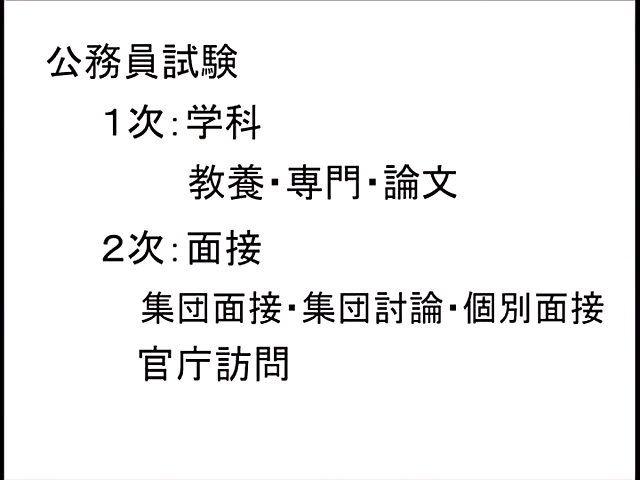 公務員試験
１次：学科
教養・専門・論文
２次：面接
集団面接・集団討論・個別面接
官庁訪問